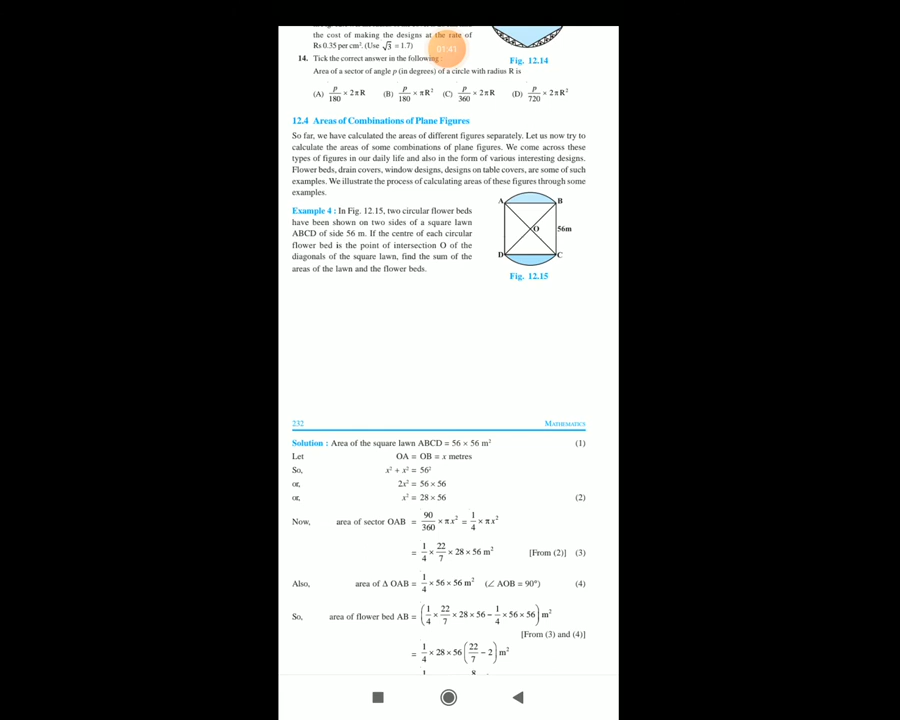 the cost of making the designs at the rate of
Rs 0.35 per cm². (Use √3 = 1.7)
01:41
Fig. 12.14
14. Tick the correct answer in the following :
Area of a sector of angle p (in degrees) of a circle with radius R is
(A) p/180 × 2πR (B) p/180 × πR² (C) p/360 × 2πR (D) p/720 × 2πR²
12.4 Areas of Combinations of Plane Figures
So far, we have calculated the areas of different figures separately. Let us now try to
calculate the areas of some combinations of plane figures. We come across these
types of figures in our daily life and also in the form of various interesting designs.
Flower beds, drain covers, window designs, designs on table covers, are some of such
examples. We illustrate the process of calculating areas of these figures through some
examples.
Example 4 : In Fig. 12.15, two circular flower beds
have been shown on two sides of a square lawn
ABCD of side 56 m. If the centre of each circular
flower bed is the point of intersection O of the
diagonals of the square lawn, find the sum of the
areas of the lawn and the flower beds.
A B
O 56m
D C
Fig. 12.15
232 MATHEMATICS
Solution : Area of the square lawn ABCD = 56 × 56 m² (1)
Let OA = OB = x metres
So, x² + x² = 56²
or, 2x² = 56 × 56
or, x² = 28 × 56 (2)
Now, area of sector OAB = 90/360 × πx² = 1/4 × πx²
= 1/4 × 22/7 × 28 × 56 m² [From (2)] (3)
Also, area of Δ OAB = 1/4 × 56 × 56 m² (∠ AOB = 90°) (4)
So, area of flower bed AB = (1/4 × 22/7 × 28 × 56 − 1/4 × 56 × 56) m²
[From (3) and (4)]
= 1/4 × 28 × 56 (22/7 − 2) m²
1 8